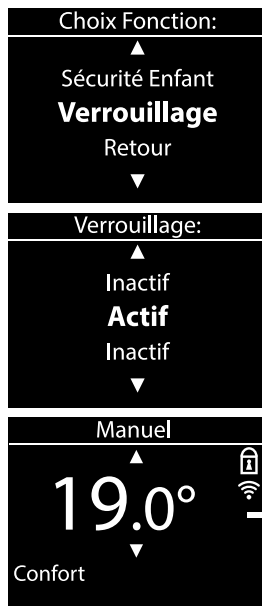 Choix Fonction:
Sécurité Enfant
Verrouillage
Retour
Verrouillage:
Inactif
Actif
Inactif
Manuel
19.0°
Confort